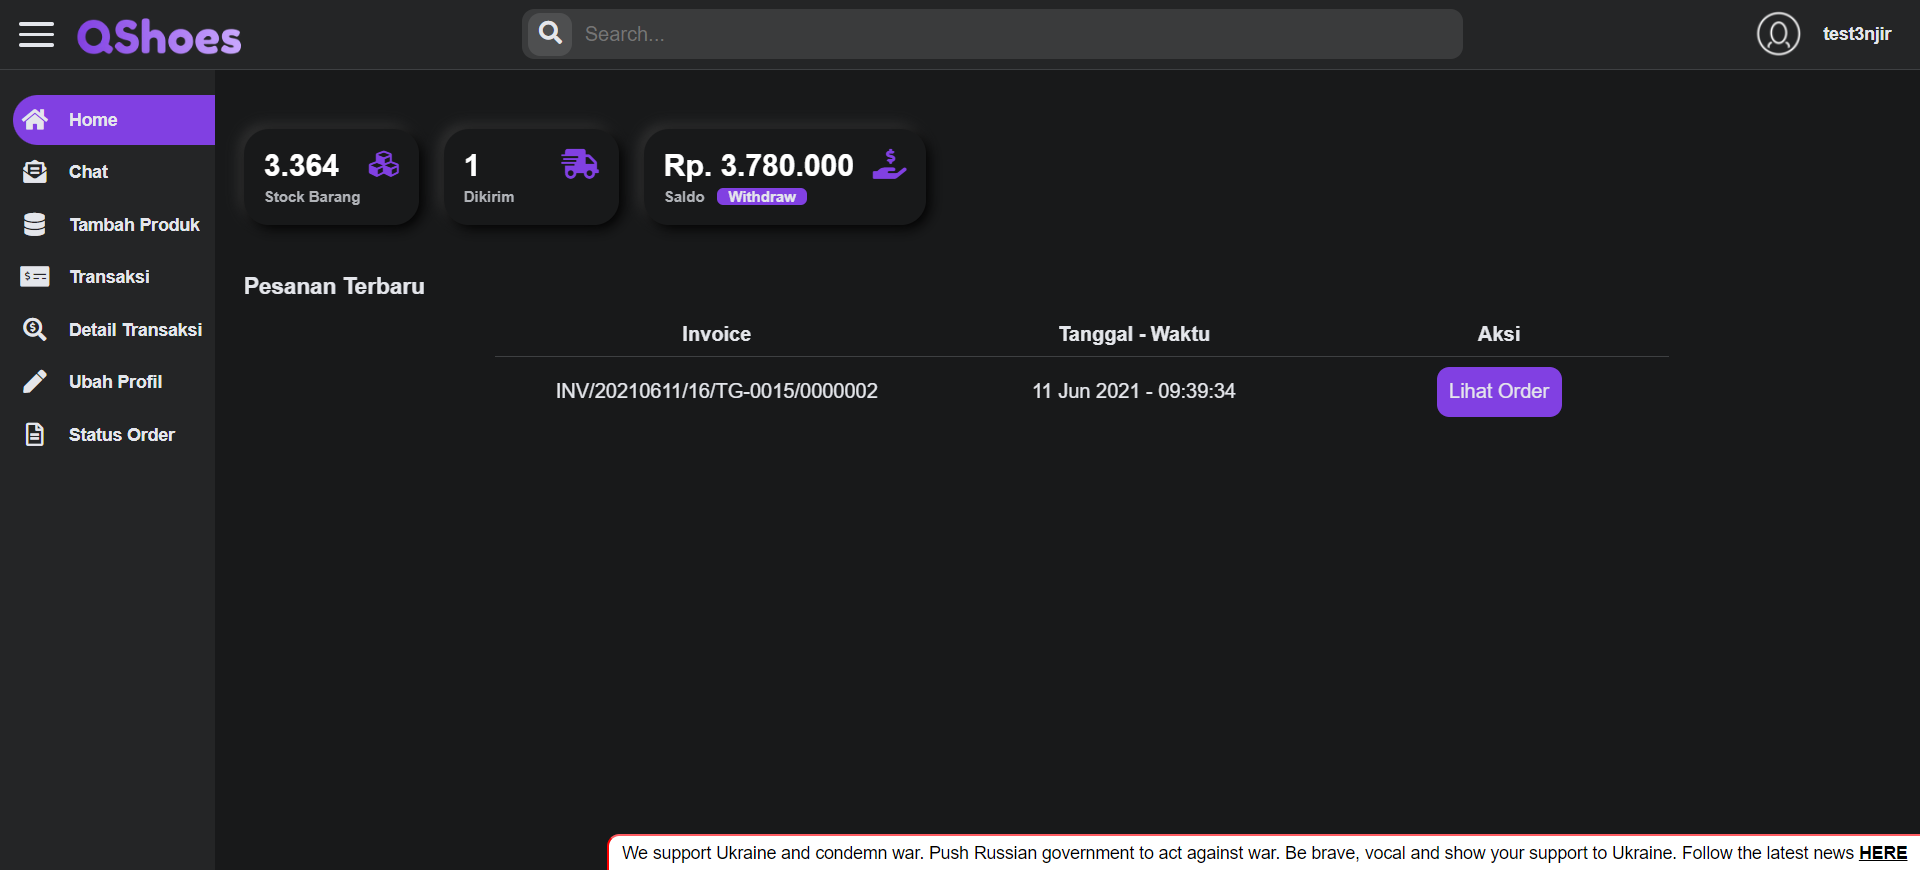 QShoes
Search...
test3njir
Home
Chat
Tambah Produk
Transaksi
Detail Transaksi
Ubah Profil
Status Order
3.364
Stock Barang
1
Dikirim
Rp. 3.780.000
Saldo Withdraw
Pesanan Terbaru
Invoice Tanggal - Waktu Aksi
INV/20210611/16/TG-0015/0000002 11 Jun 2021 - 09:39:34 Lihat Order
We support Ukraine and condemn war. Push Russian government to act against war. Be brave, vocal and show your support to Ukraine. Follow the latest news HERE